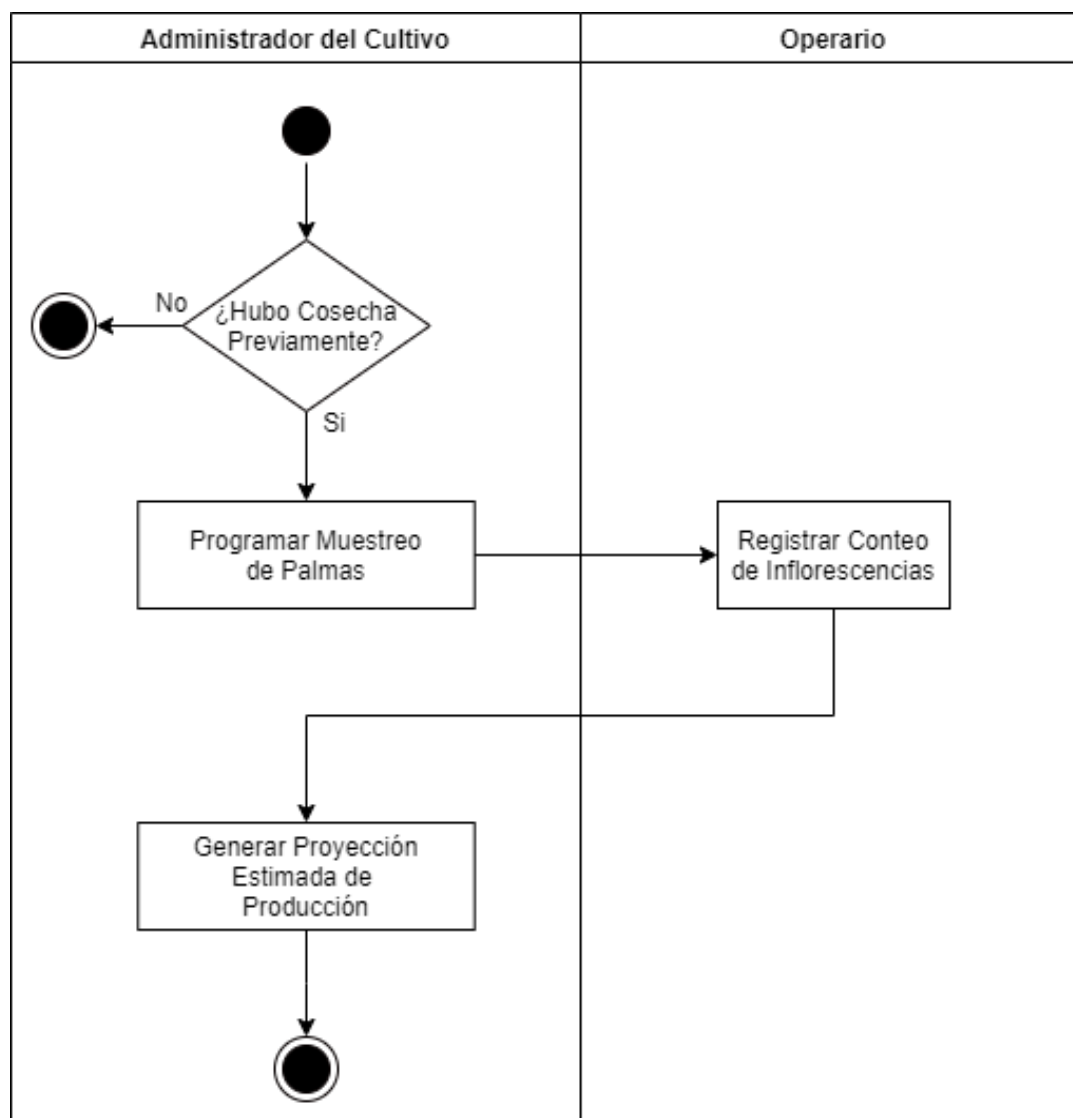 Administrador del Cultivo
Operario
¿Hubo Cosecha
Previamente?
No
Si
Programar Muestreo
de Palmas
Registrar Conteo
de Inflorescencias
Generar Proyección
Estimada de
Producción